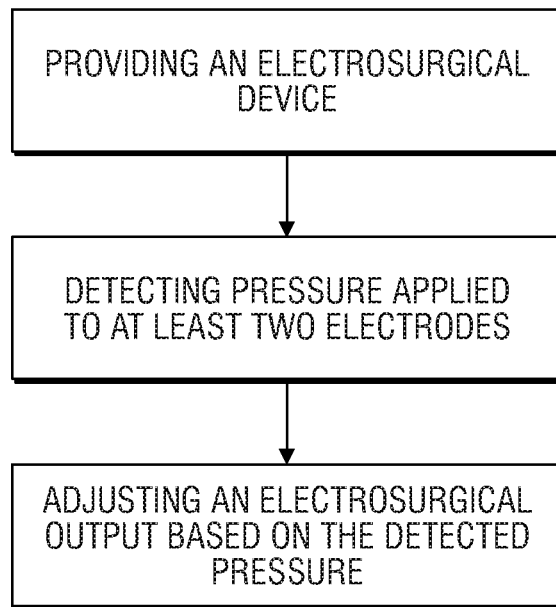 PROVIDING AN ELECTROSURGICAL
DEVICE
DETECTING PRESSURE APPLIED
TO AT LEAST TWO ELECTRODES
ADJUSTING AN ELECTROSURGICAL
OUTPUT BASED ON THE DETECTED
PRESSURE